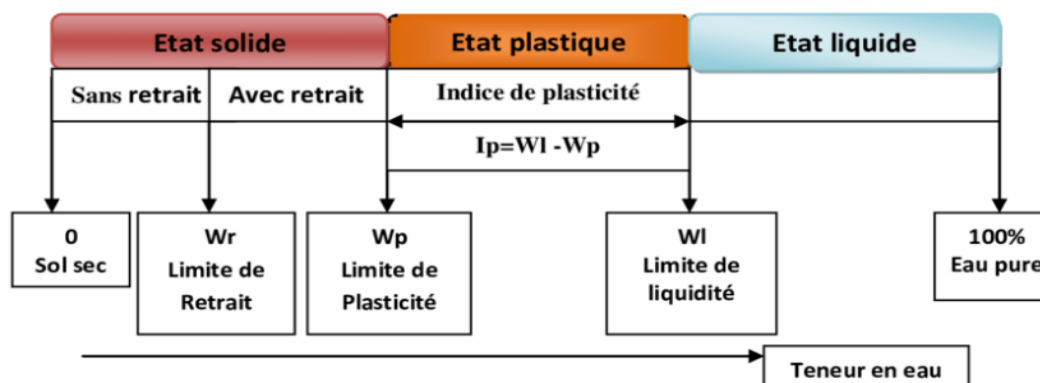 Etat solide
Etat plastique
Etat liquide
Sans retrait
Avec retrait
Indice de plasticité
Ip=Wl -Wp
0
Sol sec
Wr
Limite de
Retrait
Wp
Limite de
Plasticité
Wl
Limite de
liquidité
100%
Eau pure
Teneur en eau